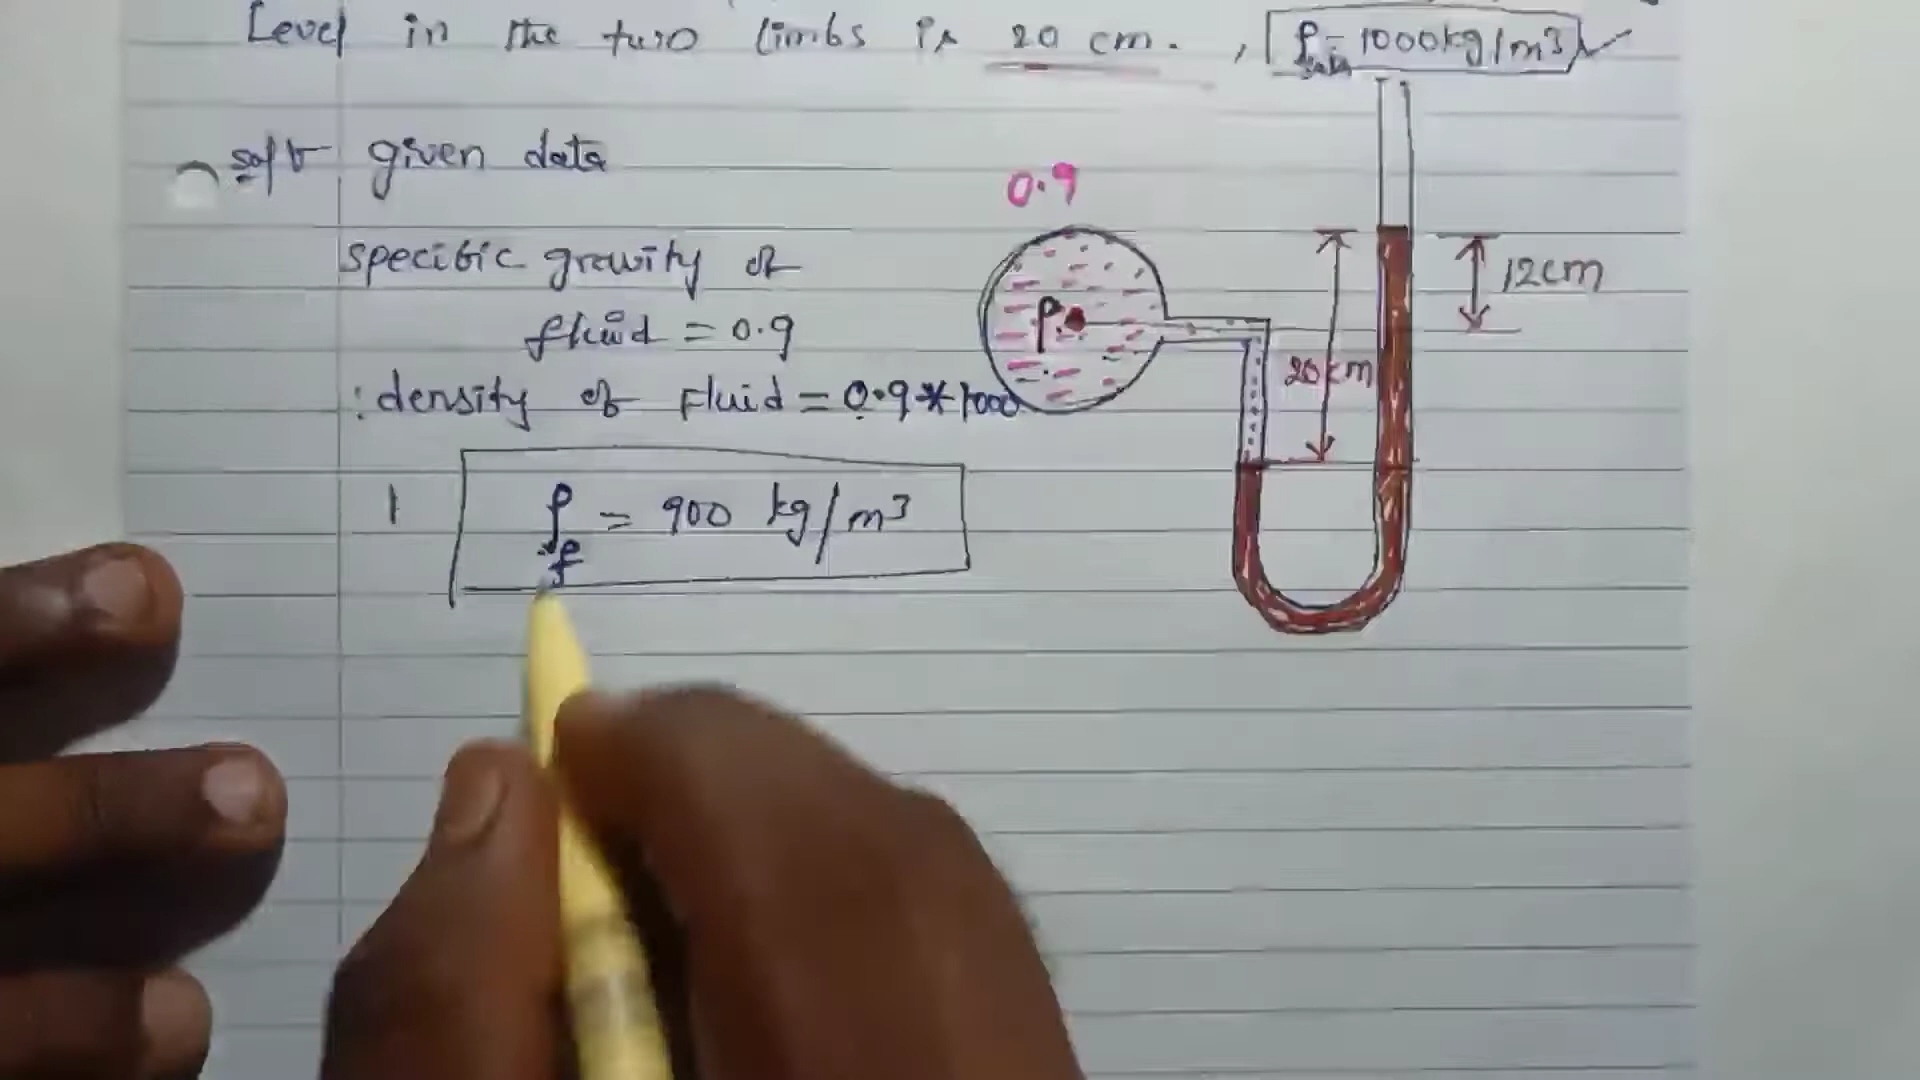 Level in the two limbs is 20 cm. , ρ = 1000kg/m3
given data
0.9
specific gravity of
12cm
fluid = 0.9
P
20cm
: density of Fluid = 0.9*1000
ρf = 900 kg/m3